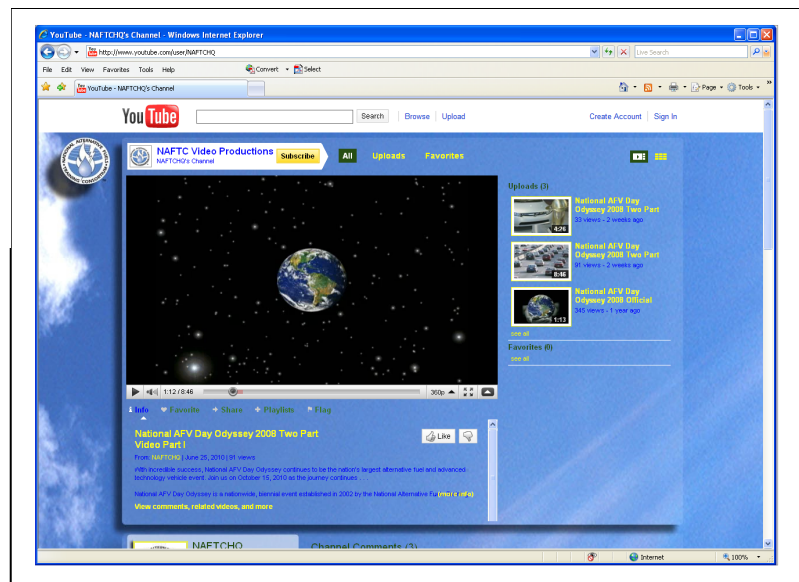 YouTube - NAFTCHQ's Channel - Windows Internet Explorer
http://www.youtube.com/user/NAFTCHQ
Live Search
File Edit View Favorites Tools Help
Convert Select
YouTube - NAFTCHQ's Channel
Page Tools
You Tube
Search Browse Upload
Create Account Sign In
NATIONAL ALTERNATIVE FUELS TRAINING CONSORTIUM
NAFTC Video Productions
NAFTCHQ's Channel
Subscribe
All Uploads Favorites
Uploads (3)
National AFV Day
Odyssey 2008 Two Part
33 views - 2 weeks ago
4:26
National AFV Day
Odyssey 2008 Two Part
91 views - 2 weeks ago
8:46
National AFV Day
Odyssey 2008 Official
345 views - 1 year ago
1:13
see all
Favorites (0)
see all
1:12 / 8:46
360p
Info Favorite Share Playlists Flag
National AFV Day Odyssey 2008 Two Part
Video Part I
Like
From: NAFTCHQ | June 25, 2010 | 91 views
With incredible success, National AFV Day Odyssey continues to be the nation's largest alternative fuel and advanced
technology vehicle event. Join us on October 15, 2010 as the journey continues . . .
National AFV Day Odyssey is a nationwide, biennial event established in 2002 by the National Alternative (more info)
View comments, related videos, and more
NAFTCHQ
Channel Comments (3)
Internet
100%